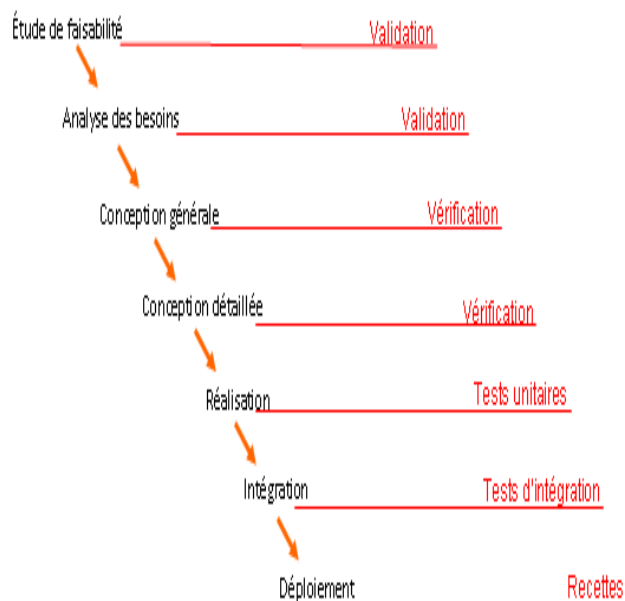 Étude de faisabilité Validation
Analyse des besoins Validation
Conception générale Vérification
Conception détaillée Vérification
Réalisation Tests unitaires
Intégration Tests d'intégration
Déploiement Recettes